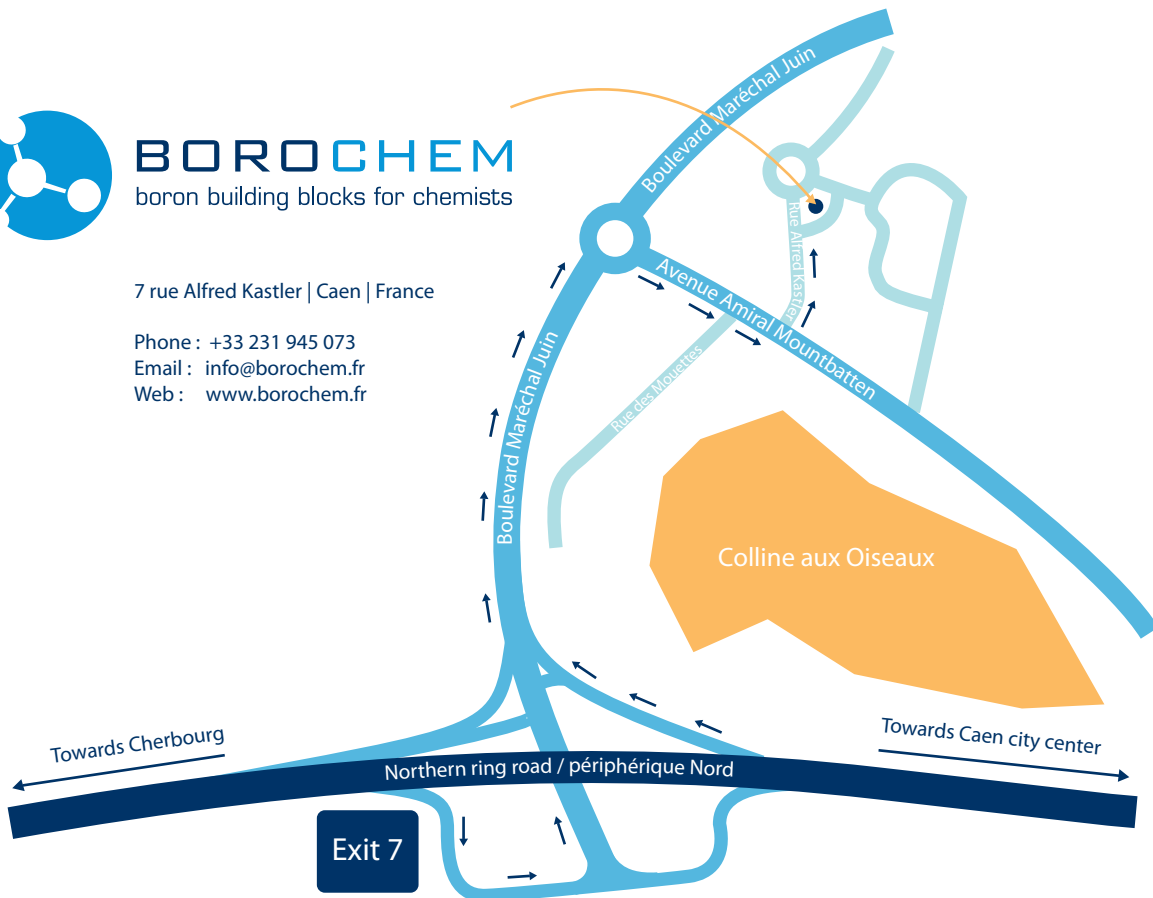 BOROCHEM
boron building blocks for chemists
7 rue Alfred Kastler | Caen | France
Phone : +33 231 945 073
Email : info@borochem.fr
Web : www.borochem.fr
Boulevard Maréchal Juin
Rue Alfred Kastler
Avenue Amiral Mountbatten
Boulevard Maréchal Juin
Rue des Mouettes
Colline aux Oiseaux
Towards Cherbourg
Towards Caen city center
Northern ring road / périphérique Nord
Exit 7